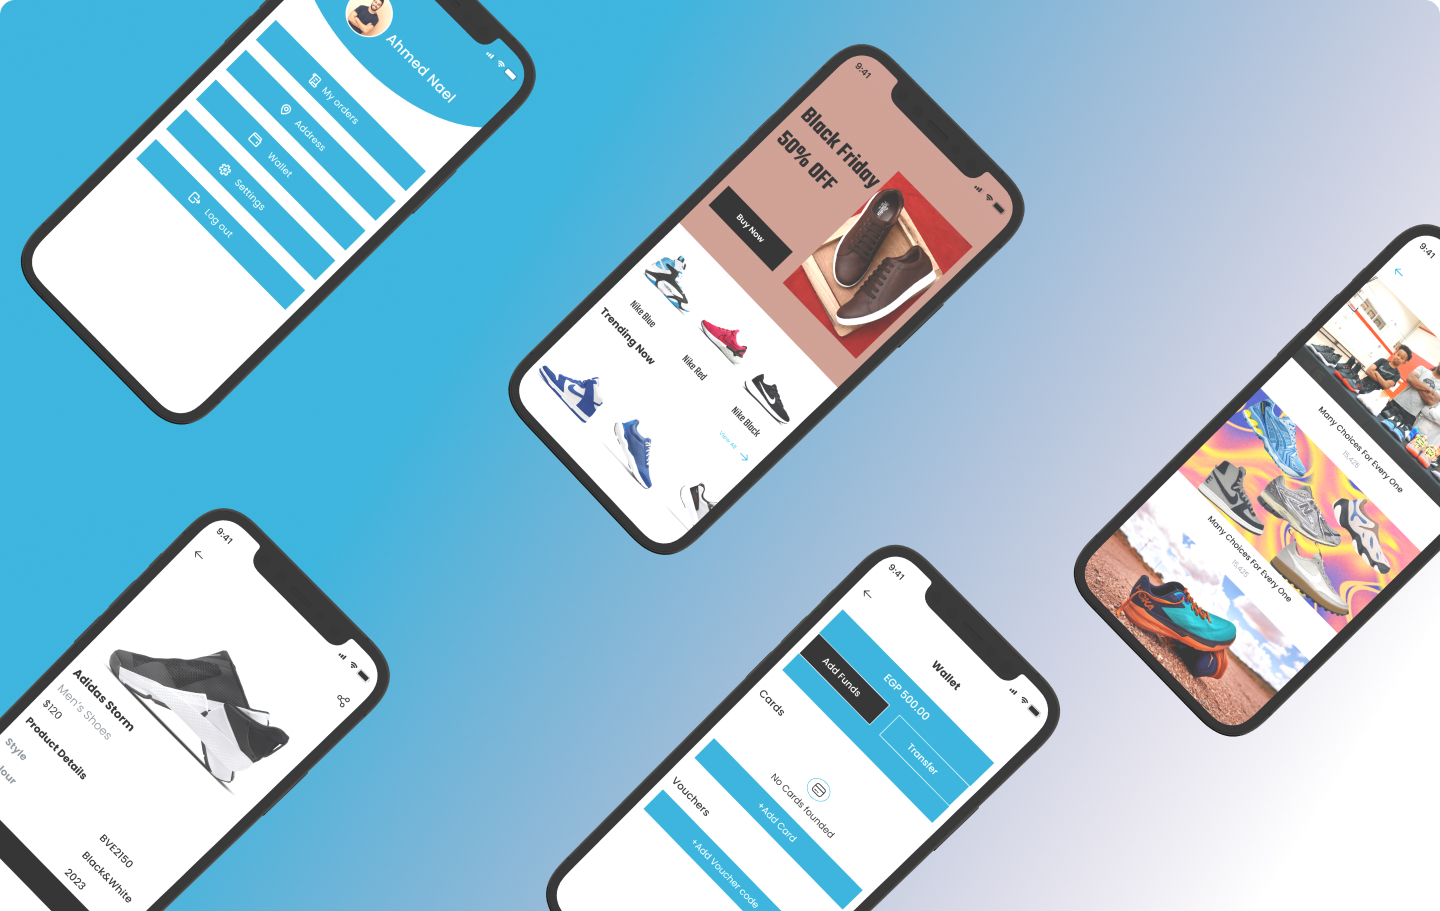 Ahmed Nael
My orders
Address
Wallet
Settings
Log out
9:41
Black Friday
50% OFF
Buy Now
Nike Blue
Nike Red
Nike Black
Trending Now
View All
9:41
Many Choices For Every One
15,425
Many Choices For Every One
15,425
9:41
Adidas Storm
Men's Shoes
$120
Product Details
Style
lour
BVE2150
Black&White
2023
9:41
Wallet
EGP 500.00
Add Funds
Transfer
Cards
No Cards founded
+Add Card
Vouchers
+Add Voucher code